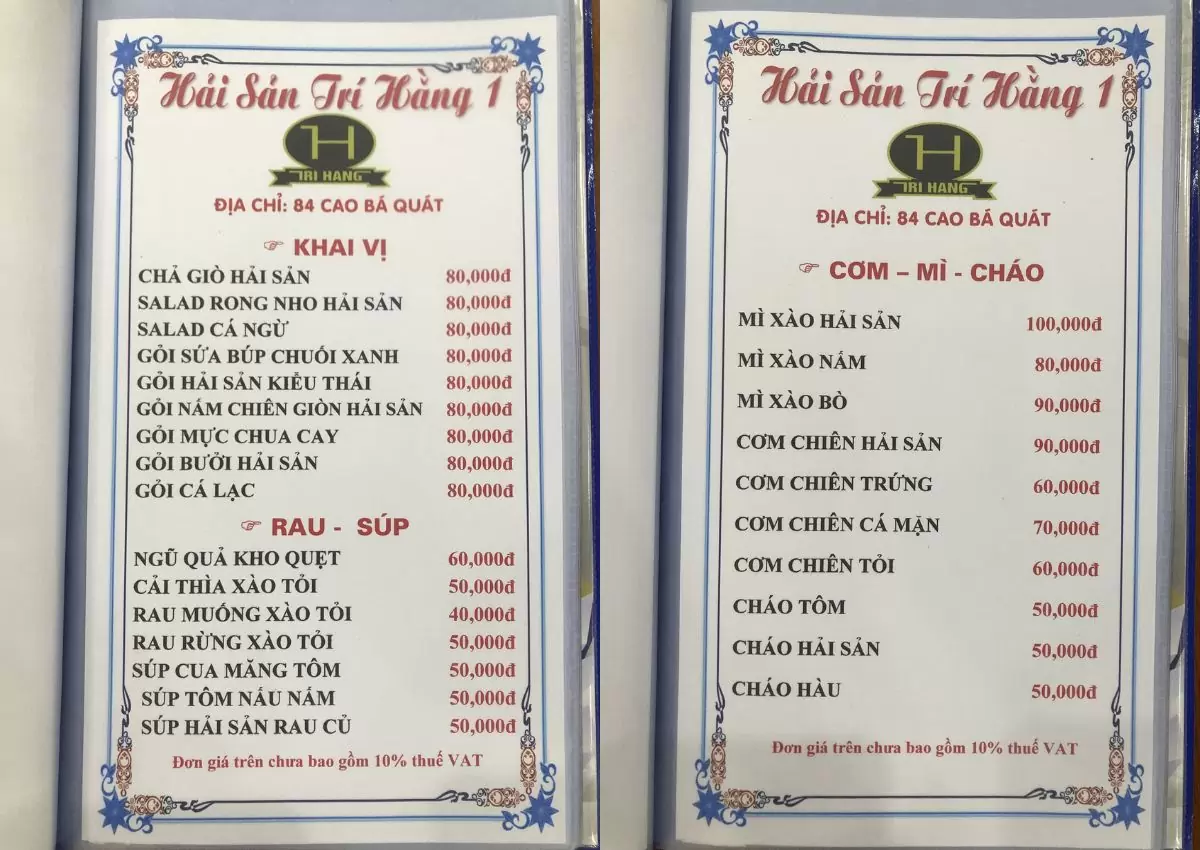 Hải Sản Trí Hằng 1
TH
TRI HANG
ĐỊA CHỈ: 84 CAO BÁ QUÁT
KHAI VỊ
CHẢ GIÒ HẢI SẢN 80,000đ
SALAD RONG NHO HẢI SẢN 80,000đ
SALAD CÁ NGỪ 80,000đ
GỎI SỨA BÚP CHUỐI XANH 80,000đ
GỎI HẢI SẢN KIỂU THÁI 80,000đ
GỎI NẤM CHIÊN GIÒN HẢI SẢN 80,000đ
GỎI MỰC CHUA CAY 80,000đ
GỎI BƯỞI HẢI SẢN 80,000đ
GỎI CÁ LẠC 80,000đ
RAU - SÚP
NGŨ QUẢ KHO QUẸT 60,000đ
CẢI THÌA XÀO TỎI 50,000đ
RAU MUỐNG XÀO TỎI 40,000đ
RAU RỪNG XÀO TỎI 50,000đ
SÚP CUA MĂNG TÔM 50,000đ
SÚP TÔM NẤU NẤM 50,000đ
SÚP HẢI SẢN RAU CỦ 50,000đ
Đơn giá trên chưa bao gồm 10% thuế VAT
Hải Sản Trí Hằng 1
TH
TRI HANG
ĐỊA CHỈ: 84 CAO BÁ QUÁT
CƠM – MÌ - CHÁO
MÌ XÀO HẢI SẢN 100,000đ
MÌ XÀO NẤM 80,000đ
MÌ XÀO BÒ 90,000đ
CƠM CHIÊN HẢI SẢN 90,000đ
CƠM CHIÊN TRỨNG 60,000đ
CƠM CHIÊN CÁ MẶN 70,000đ
CƠM CHIÊN TỎI 60,000đ
CHÁO TÔM 50,000đ
CHÁO HẢI SẢN 50,000đ
CHÁO HÀU 50,000đ
Đơn giá trên chưa bao gồm 10% thuế VAT